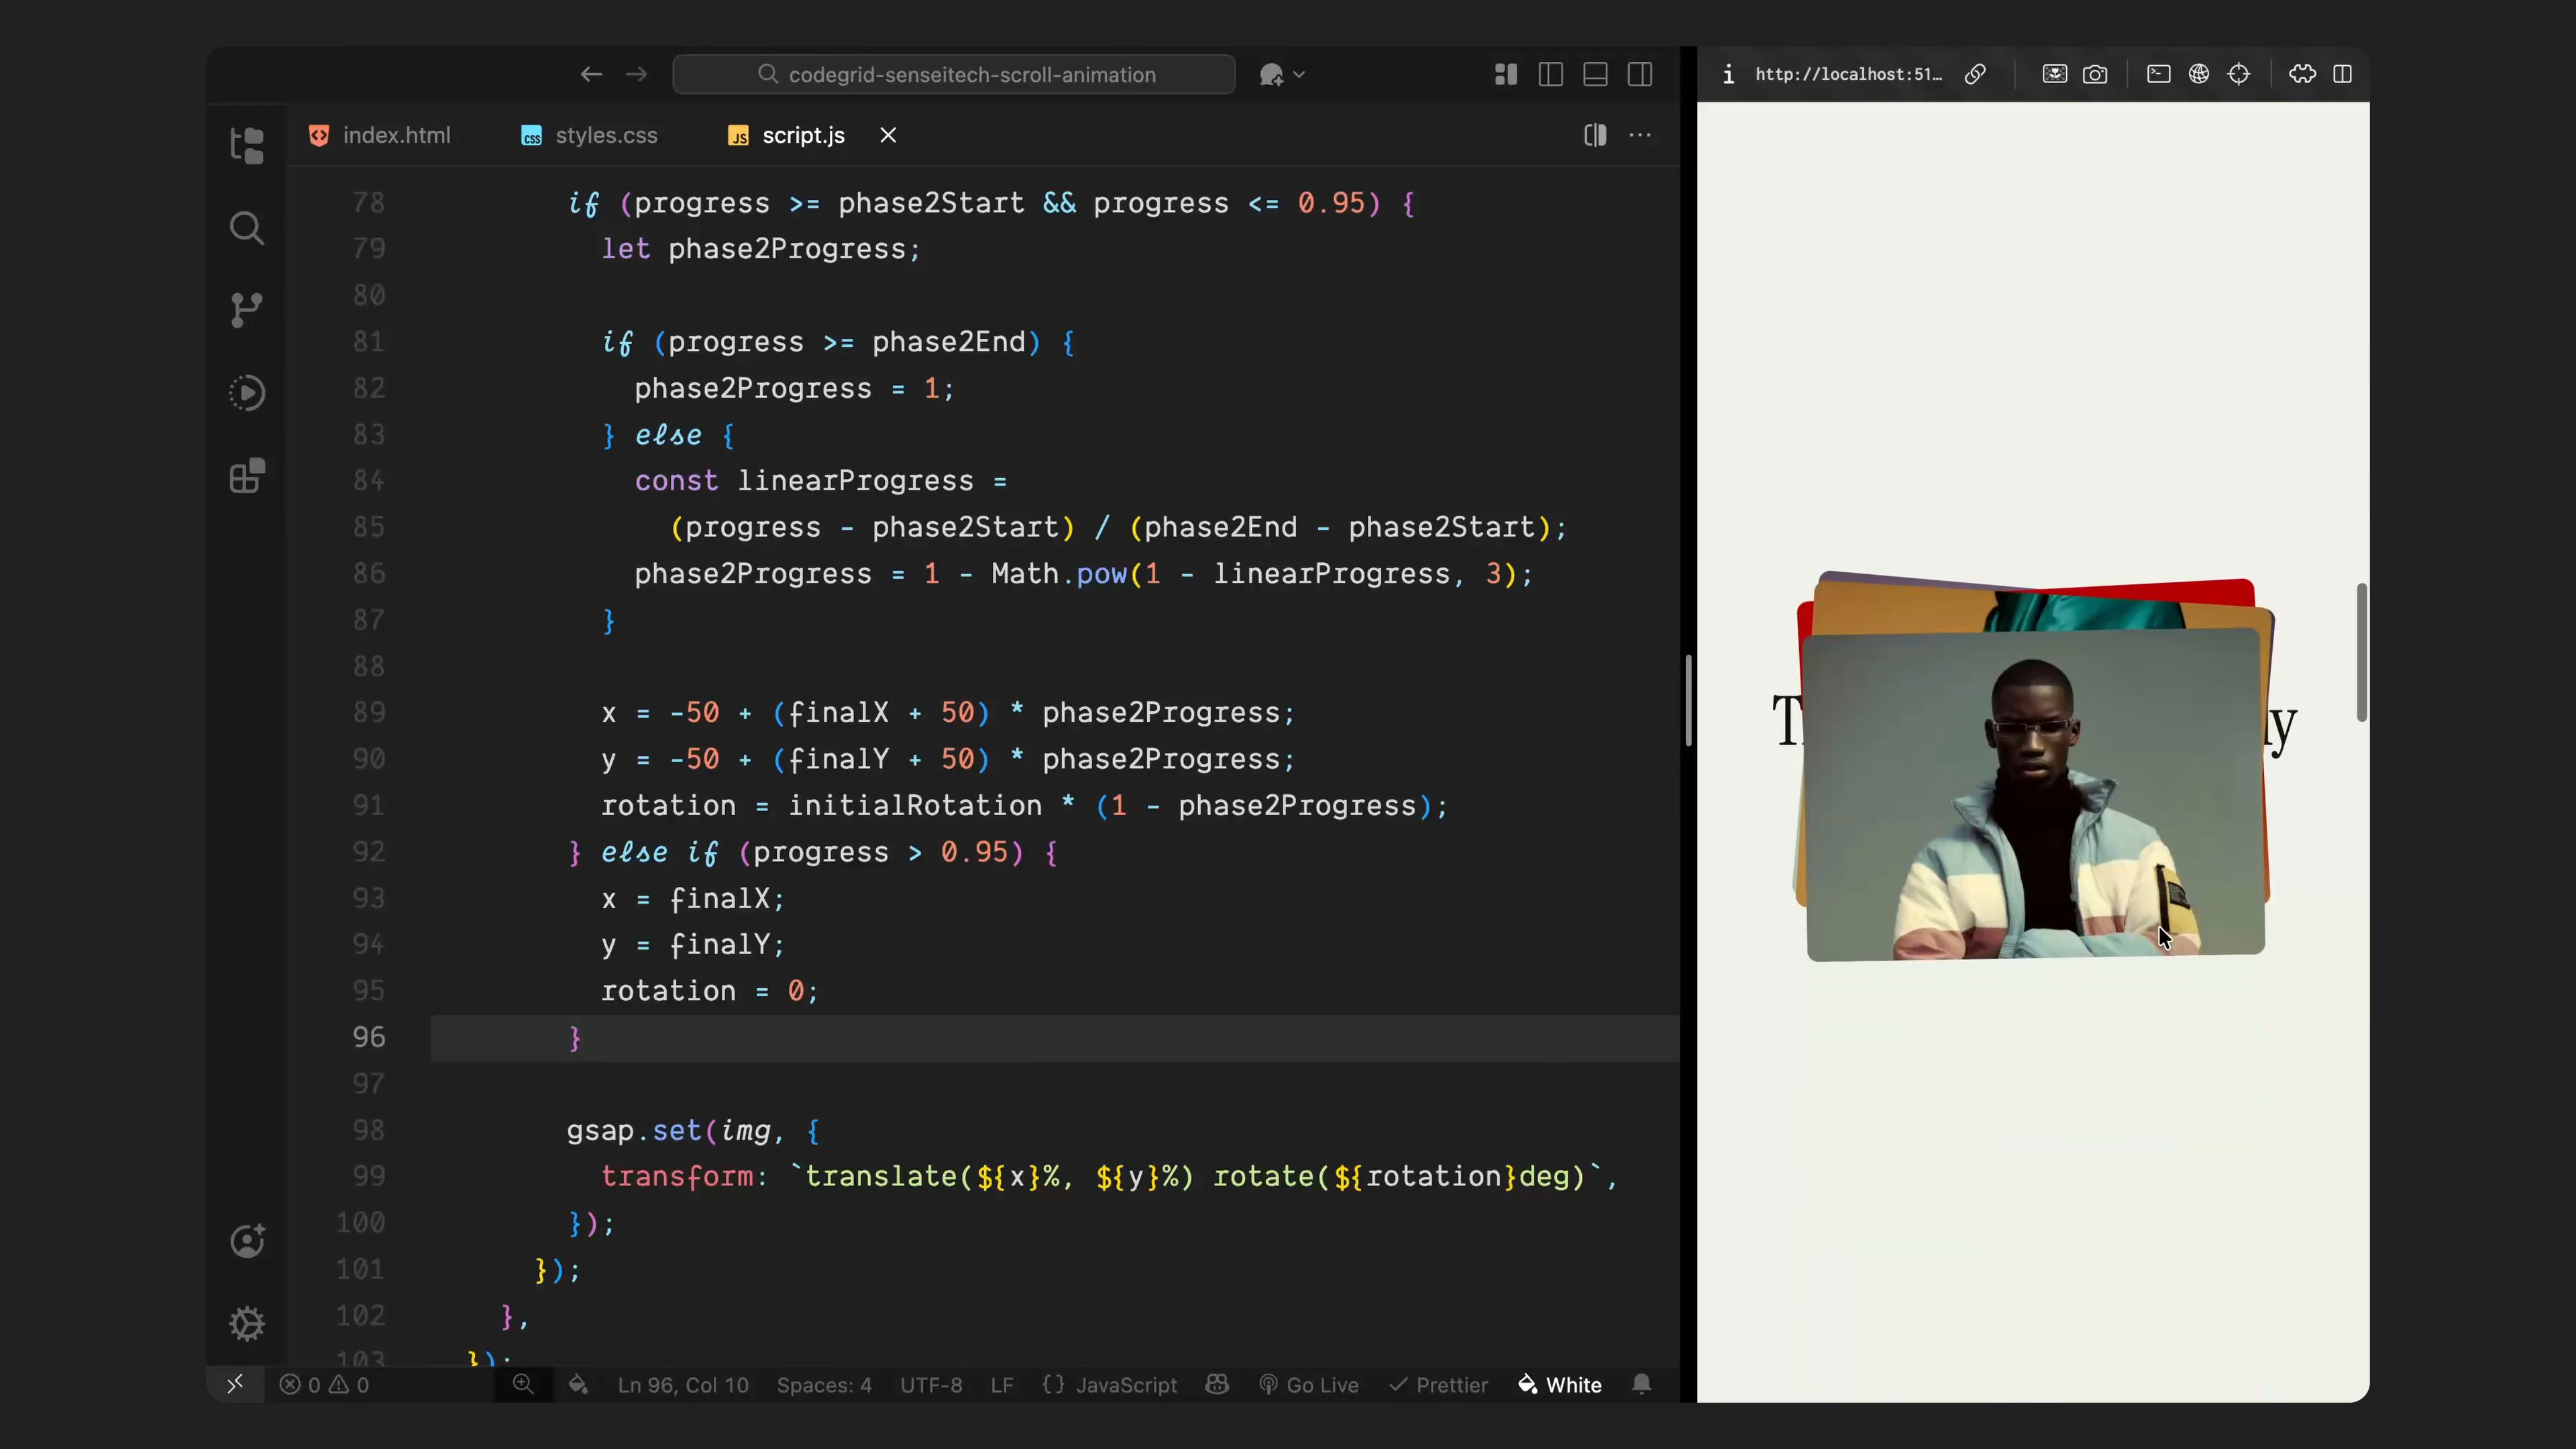 codegrid-senseitech-scroll-animation
http://localhost:51…
index.html
styles.css
script.js
78 if (progress >= phase2Start && progress <= 0.95) {
79 let phase2Progress;
80
81 if (progress >= phase2End) {
82 phase2Progress = 1;
83 } else {
84 const linearProgress =
85 (progress - phase2Start) / (phase2End - phase2Start);
86 phase2Progress = 1 - Math.pow(1 - linearProgress, 3);
87 }
88
89 x = -50 + (finalX + 50) * phase2Progress;
90 y = -50 + (finalY + 50) * phase2Progress;
91 rotation = initialRotation * (1 - phase2Progress);
92 } else if (progress > 0.95) {
93 x = finalX;
94 y = finalY;
95 rotation = 0;
96 }
97
98 gsap.set(img, {
99 transform: `translate(${x}%, ${y}%) rotate(${rotation}deg)`,
100 });
101 });
102 },
103 });
0 0
Ln 96, Col 10
Spaces: 4
UTF-8
LF
{} JavaScript
Go Live
Prettier
White